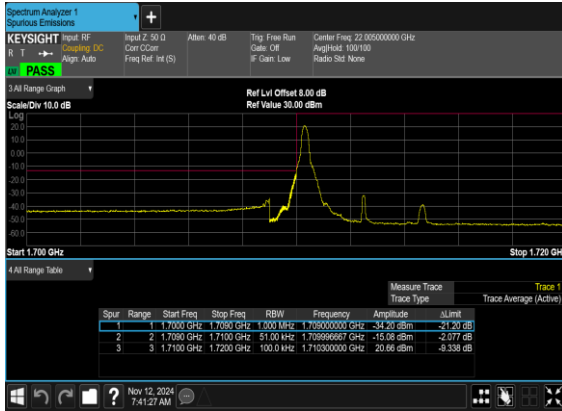 Spectrum Analyzer 1
Spurious Emissions
KEYSIGHT Input: RF Input Z: 50 Ω Atten: 40 dB Trig: Free Run Center Freq: 22.005000000 GHz
R T Coupling: DC Corr CCorr Gate: Off Avg|Hold: 100/100
Align: Auto Freq Ref: Int (S) IF Gain: Low Radio Std: None
PASS
3 All Range Graph
Ref Lvl Offset 8.00 dB
Scale/Div 10.0 dB Ref Value 30.00 dBm
Log
20.0
10.0
0.00
-10.0
-20.0
-30.0
-40.0
-50.0
-60.0
Start 1.700 GHz Stop 1.720 GH
4 All Range Table
Measure Trace Trace 1
Trace Type Trace Average (Active)
Spur Range Start Freq Stop Freq RBW Frequency Amplitude ΔLimit
1 1 1.7000 GHz 1.7090 GHz 1.000 MHz 1.709000000 GHz -34.20 dBm -21.20 dB
2 2 1.7090 GHz 1.7100 GHz 51.00 kHz 1.709996667 GHz -15.08 dBm -2.077 dB
3 3 1.7100 GHz 1.7200 GHz 100.0 kHz 1.710300000 GHz 20.66 dBm -9.338 dB
Nov 12, 2024
7:41:27 AM